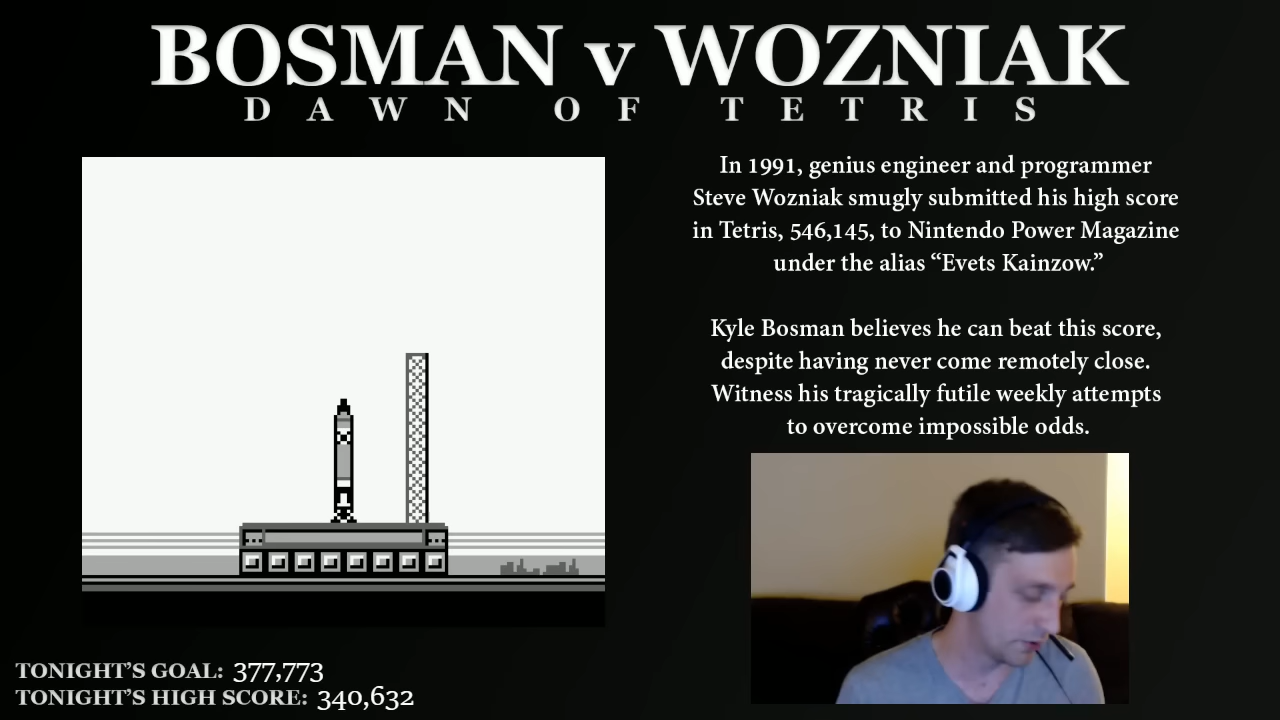 BOSMAN v WOZNIAK
DAWN OF TETRIS
In 1991, genius engineer and programmer
Steve Wozniak smugly submitted his high score
in Tetris, 546,145, to Nintendo Power Magazine
under the alias “Evets Kainzow.”
Kyle Bosman believes he can beat this score,
despite having never come remotely close.
Witness his tragically futile weekly attempts
to overcome impossible odds.
TONIGHT’S GOAL: 377,773
TONIGHT’S HIGH SCORE: 340,632